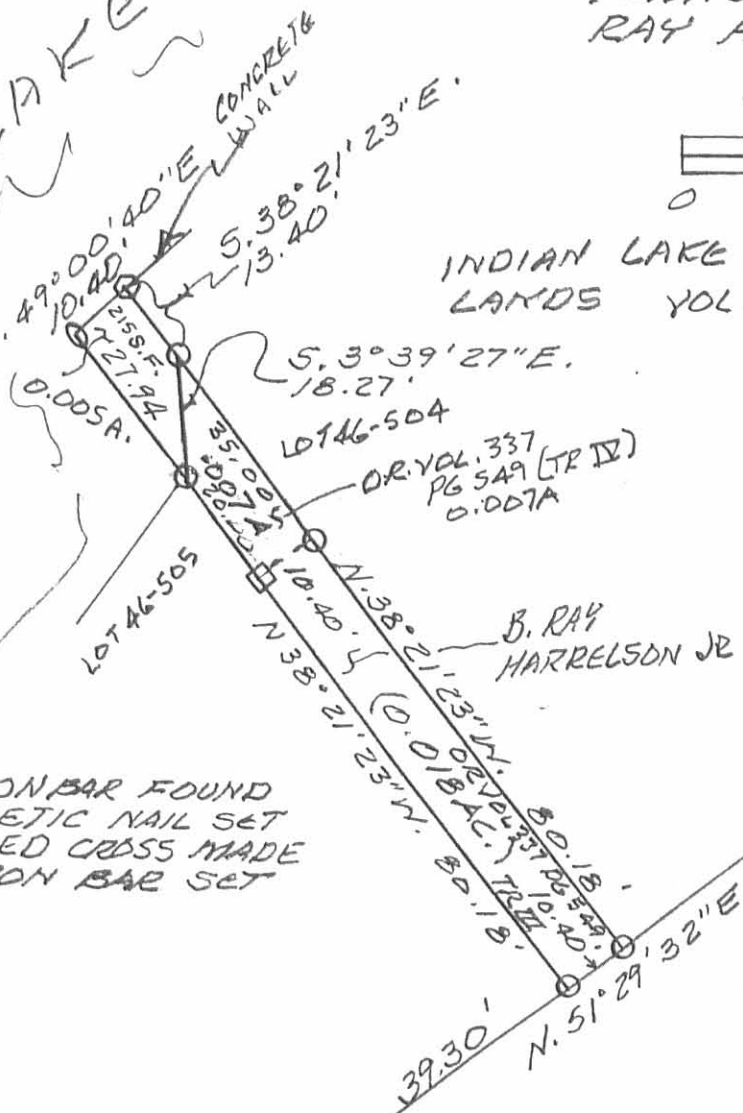 RAY A
AKE
CONCRETE
WALL
S. 38° 21' 23" E.
13.40'
49° 00' 40" E
10.40'
0
INDIAN LAKE
LANDS VOL
215 S.F.
27.94
0.005A.
S. 3° 39' 27" E.
18.27'
LOT 46-504
35.00'
.007A
O.R. VOL. 337
PG 549 (TR IV)
0.007A
LOT 46-505
10.40'
N. 38° 21' 23" W.
80.18'
B. RAY
HARRELSON JR
N 38° 21' 23" W.
80.18'
(0.018 AC.)
OR VOL 337 PG 549.
TR III
10.40'
ON BAR FOUND
ETIC NAIL SET
ED CROSS MADE
ON BAR SET
N. 51° 29' 32" E
39.30'